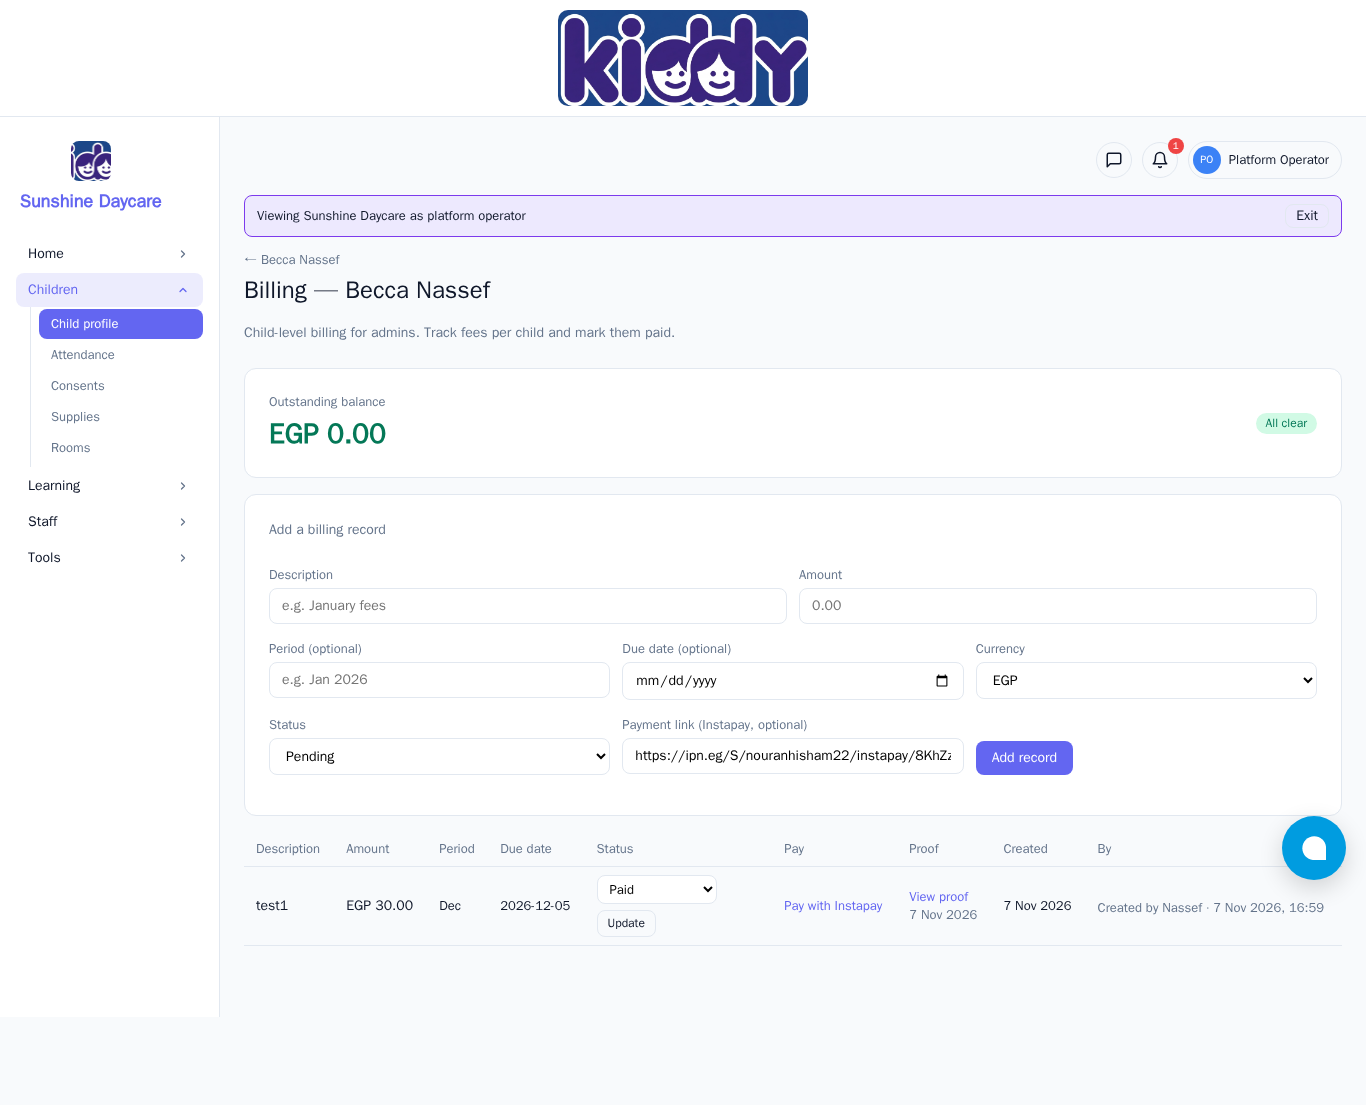 kiddy
Sunshine Daycare
Home
Children
Child profile
Attendance
Consents
Supplies
Rooms
Learning
Staff
Tools
1
PO Platform Operator
Viewing Sunshine Daycare as platform operator Exit
← Becca Nassef
Billing — Becca Nassef
Child-level billing for admins. Track fees per child and mark them paid.
Outstanding balance
EGP 0.00
All clear
Add a billing record
Description Amount
e.g. January fees 0.00
Period (optional) Due date (optional) Currency
e.g. Jan 2026 mm/dd/yyyy EGP
Status Payment link (Instapay, optional)
Pending https://ipn.eg/S/nouranhisham22/instapay/8KhZz Add record
Description Amount Period Due date Status Pay Proof Created By
test1 EGP 30.00 Dec 2026-12-05 Paid Pay with Instapay View proof 7 Nov 2026 Created by Nassef · 7 Nov 2026, 16:59
Update 7 Nov 2026